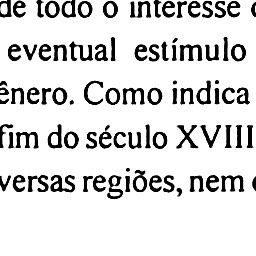 de todo o interesse
eventual estímulo
ênero. Como indica
fim do século XVIII
versas regiões, nem